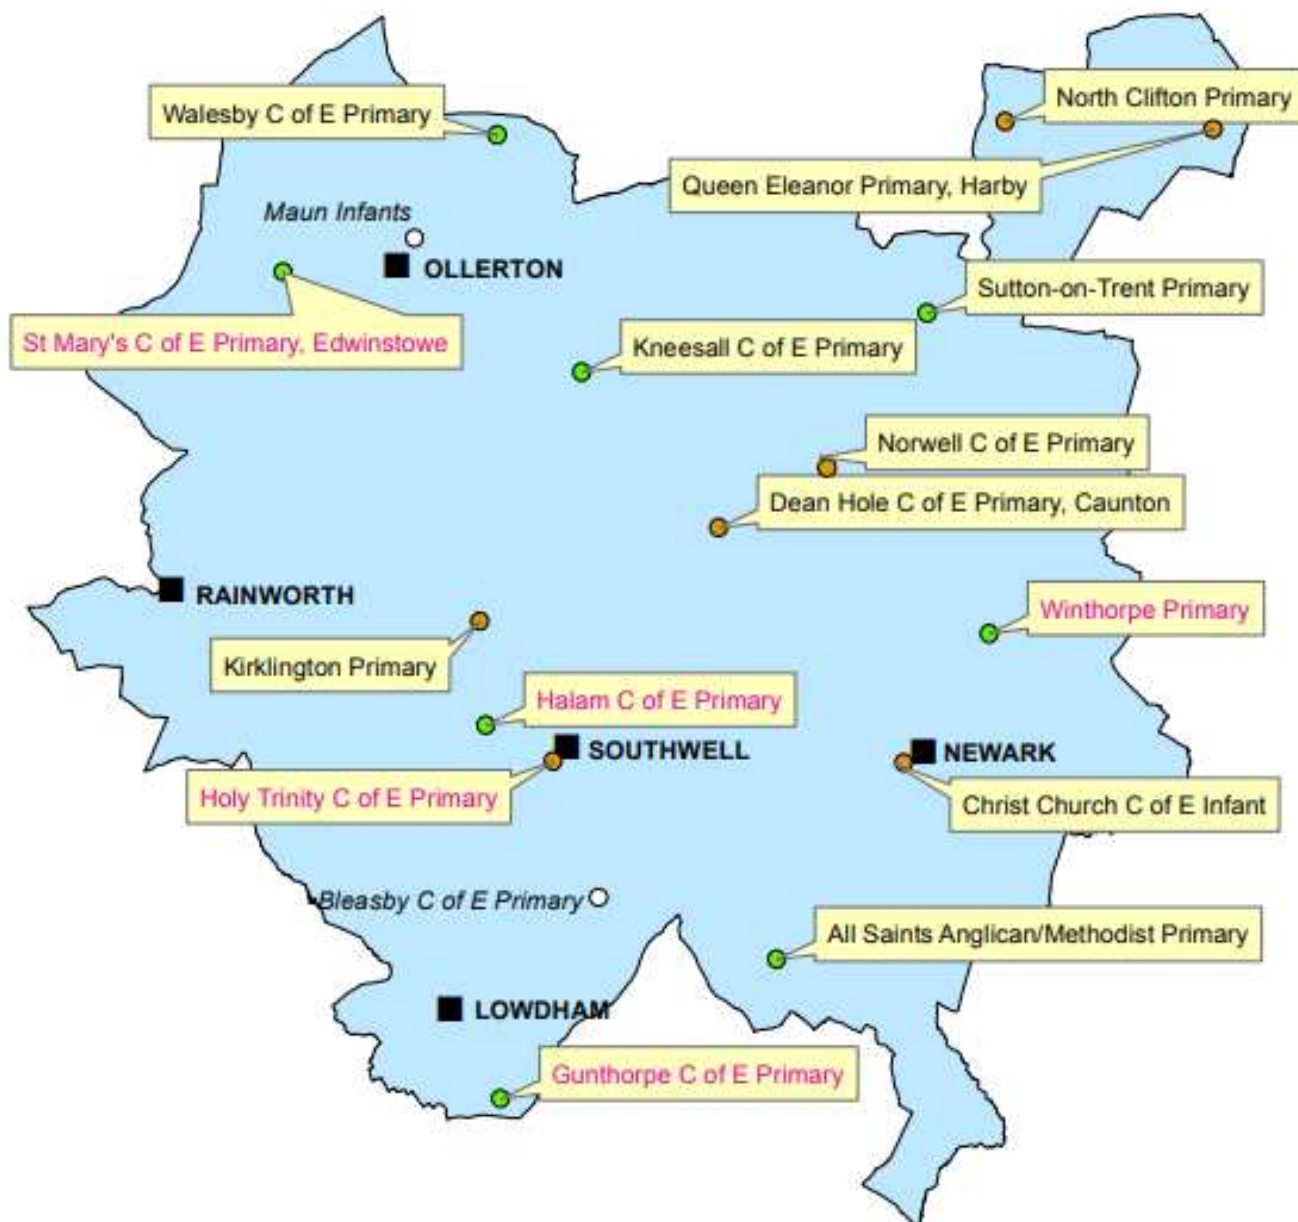 North Clifton Primary
Walesby C of E Primary
Queen Eleanor Primary, Harby
Maun Infants
OLLERTON
Sutton-on-Trent Primary
St Mary's C of E Primary, Edwinstowe
Kneesall C of E Primary
Norwell C of E Primary
Dean Hole C of E Primary, Caunton
RAINWORTH
Winthorpe Primary
Kirklington Primary
Halam C of E Primary
SOUTHWELL
NEWARK
Holy Trinity C of E Primary
Christ Church C of E Infant
Bleasby C of E Primary
All Saints Anglican/Methodist Primary
LOWDHAM
Gunthorpe C of E Primary